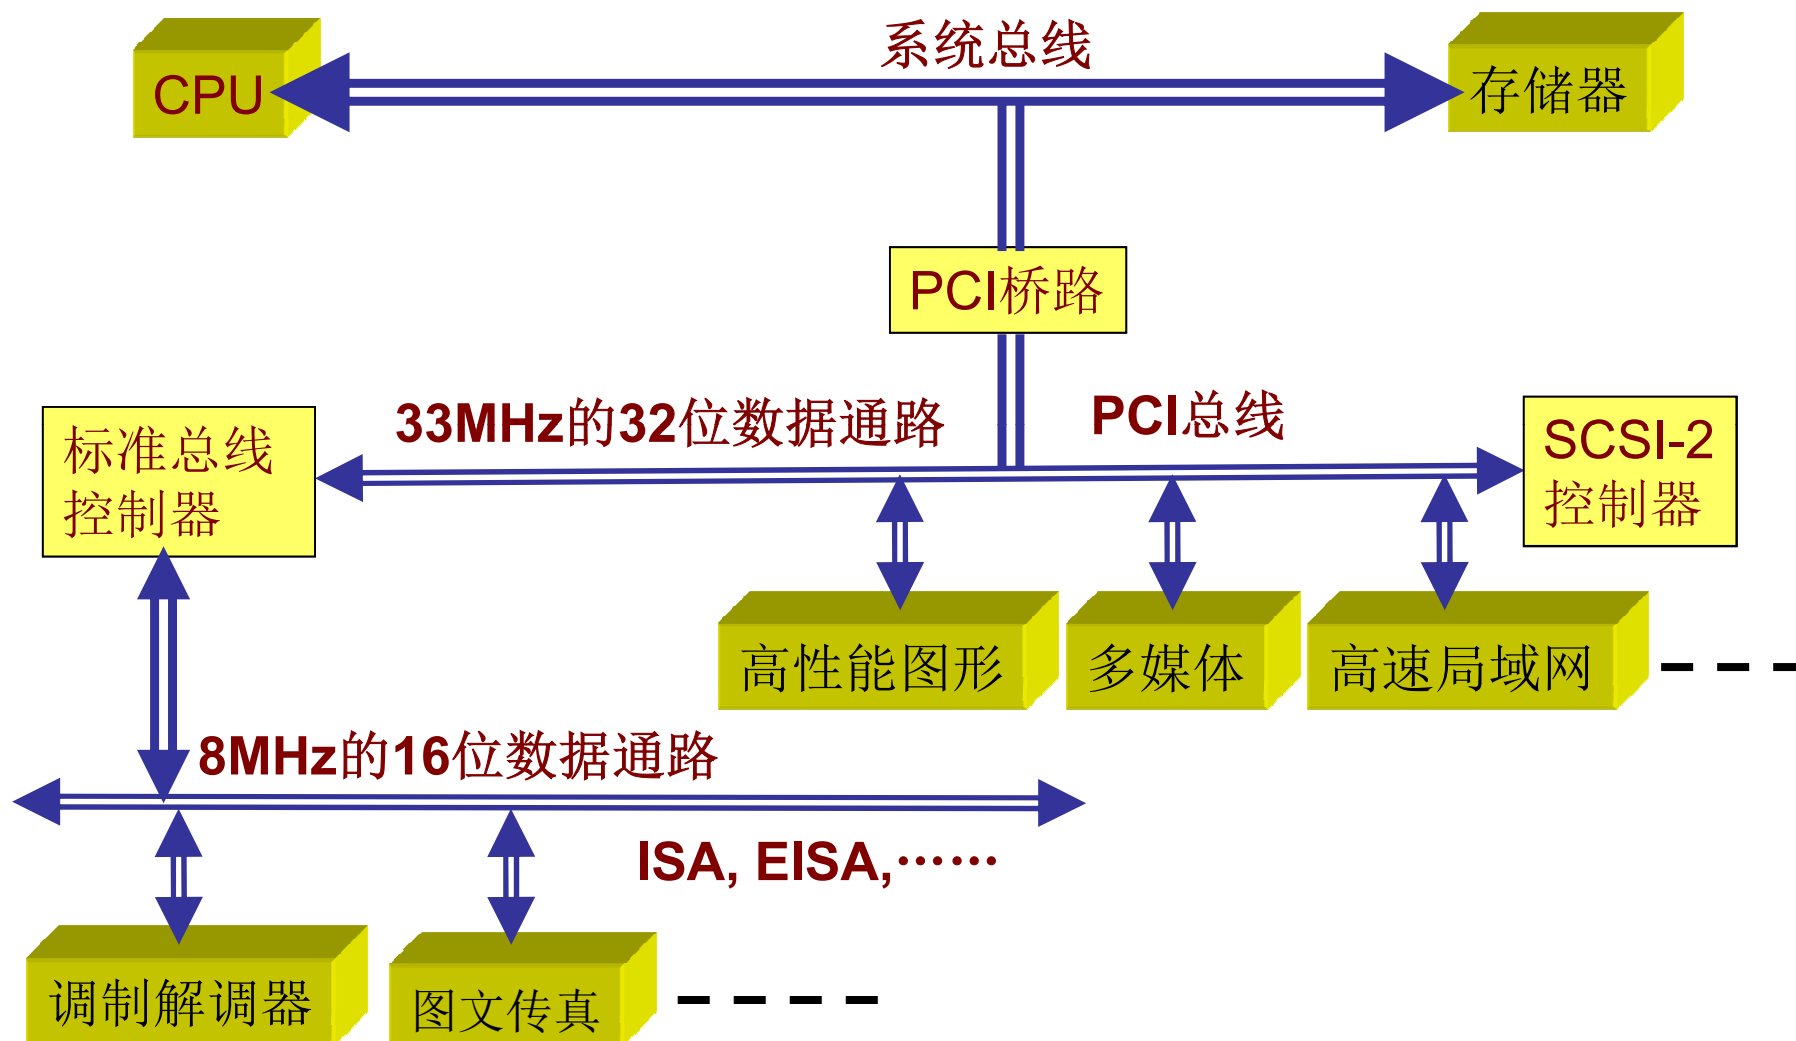 系统总线
CPU
存储器
PCI桥路
33MHz的32位数据通路
PCI总线
标准总线
控制器
SCSI-2
控制器
高性能图形
多媒体
高速局域网
8MHz的16位数据通路
ISA, EISA,……
调制解调器
图文传真